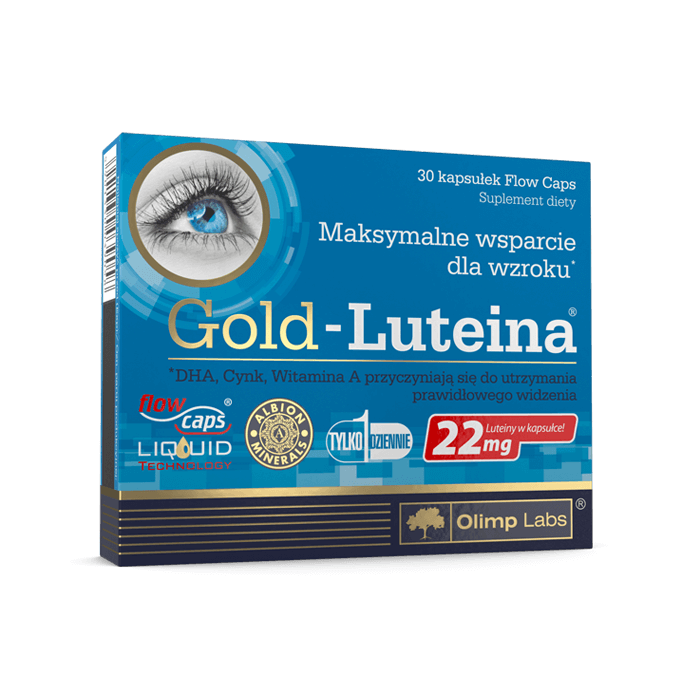 30 kapsułek Flow Caps
Suplement diety
Maksymalne wsparcie
dla wzroku*
Gold-Luteina®
*DHA, Cynk, Witamina A przyczyniają się do utrzymania
prawidłowego widzenia
flow caps®
LIQUID
TECHNOLOGY
ALBION
MINERALS
TYLKO 1 DZIENNIE
22mg Luteiny w kapsułce!
Olimp Labs®